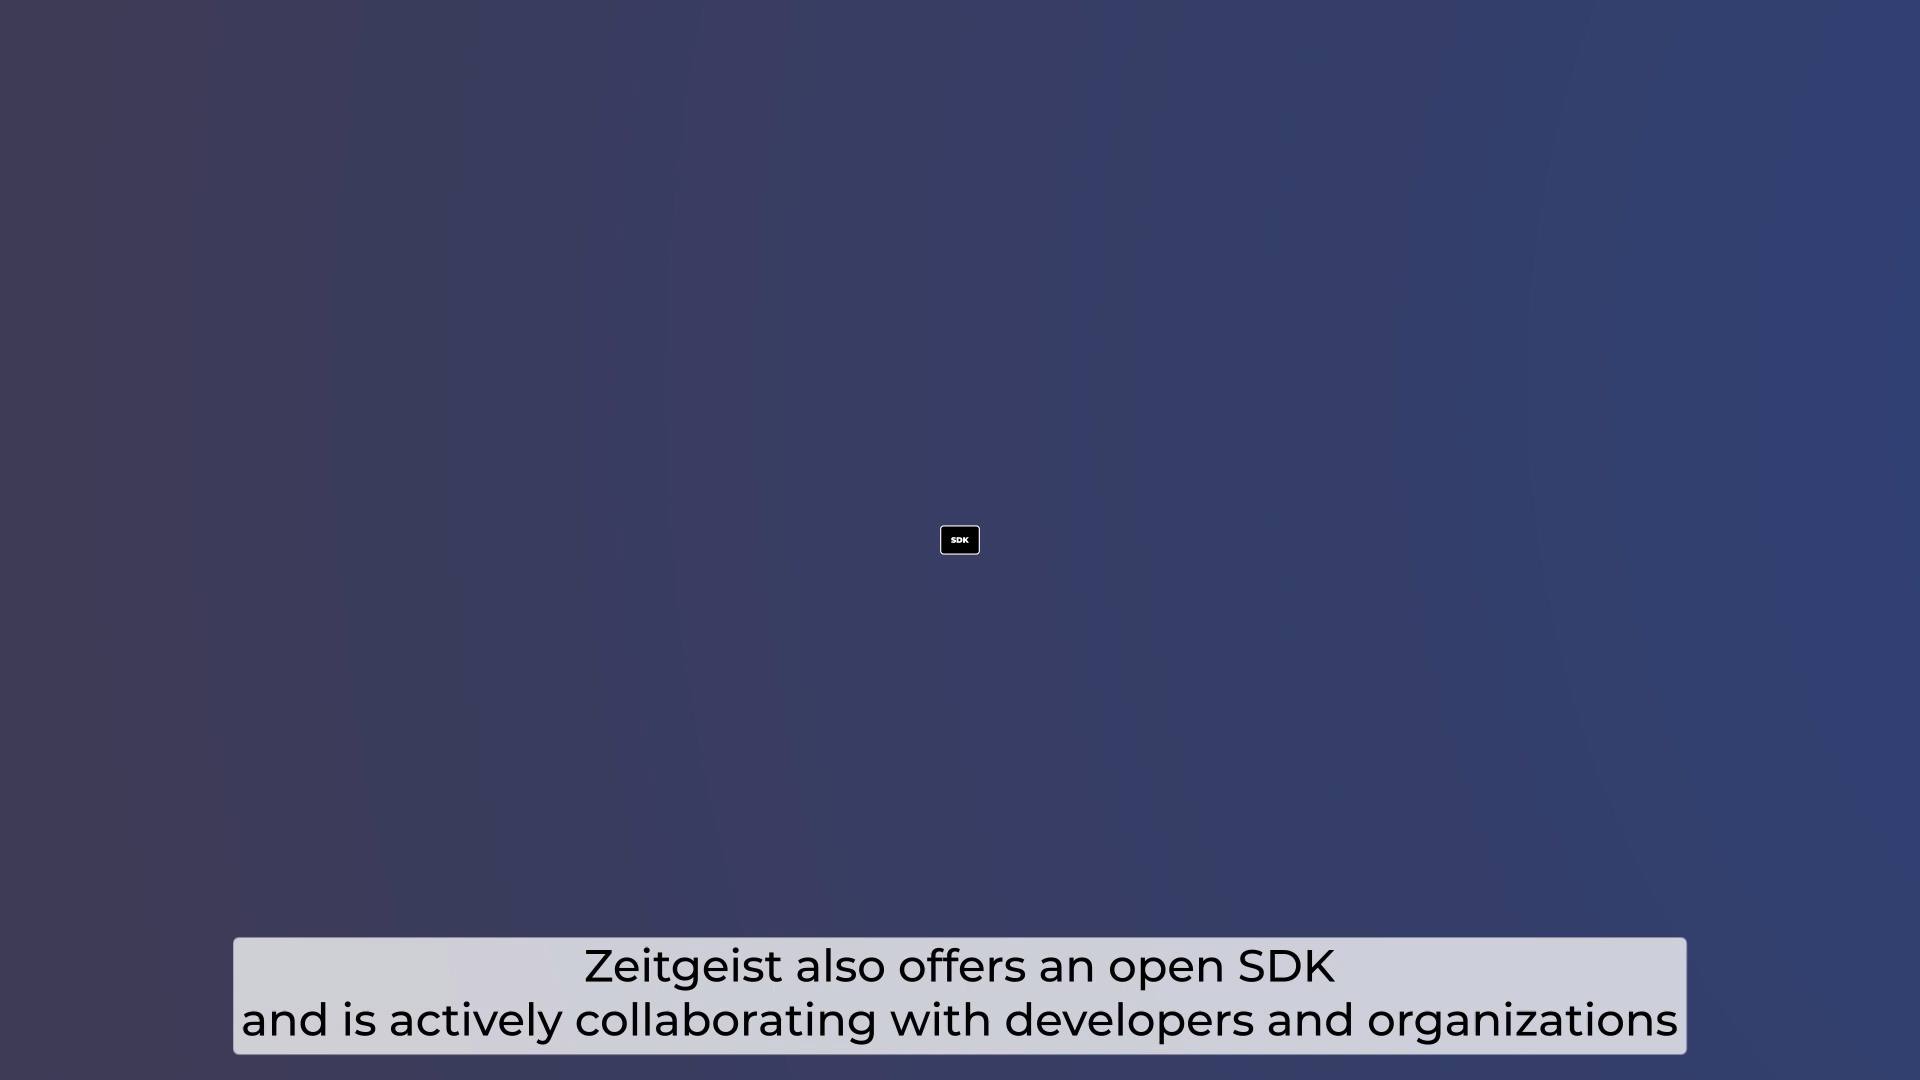 SDK
Zeitgeist also offers an open SDK
and is actively collaborating with developers and organizations